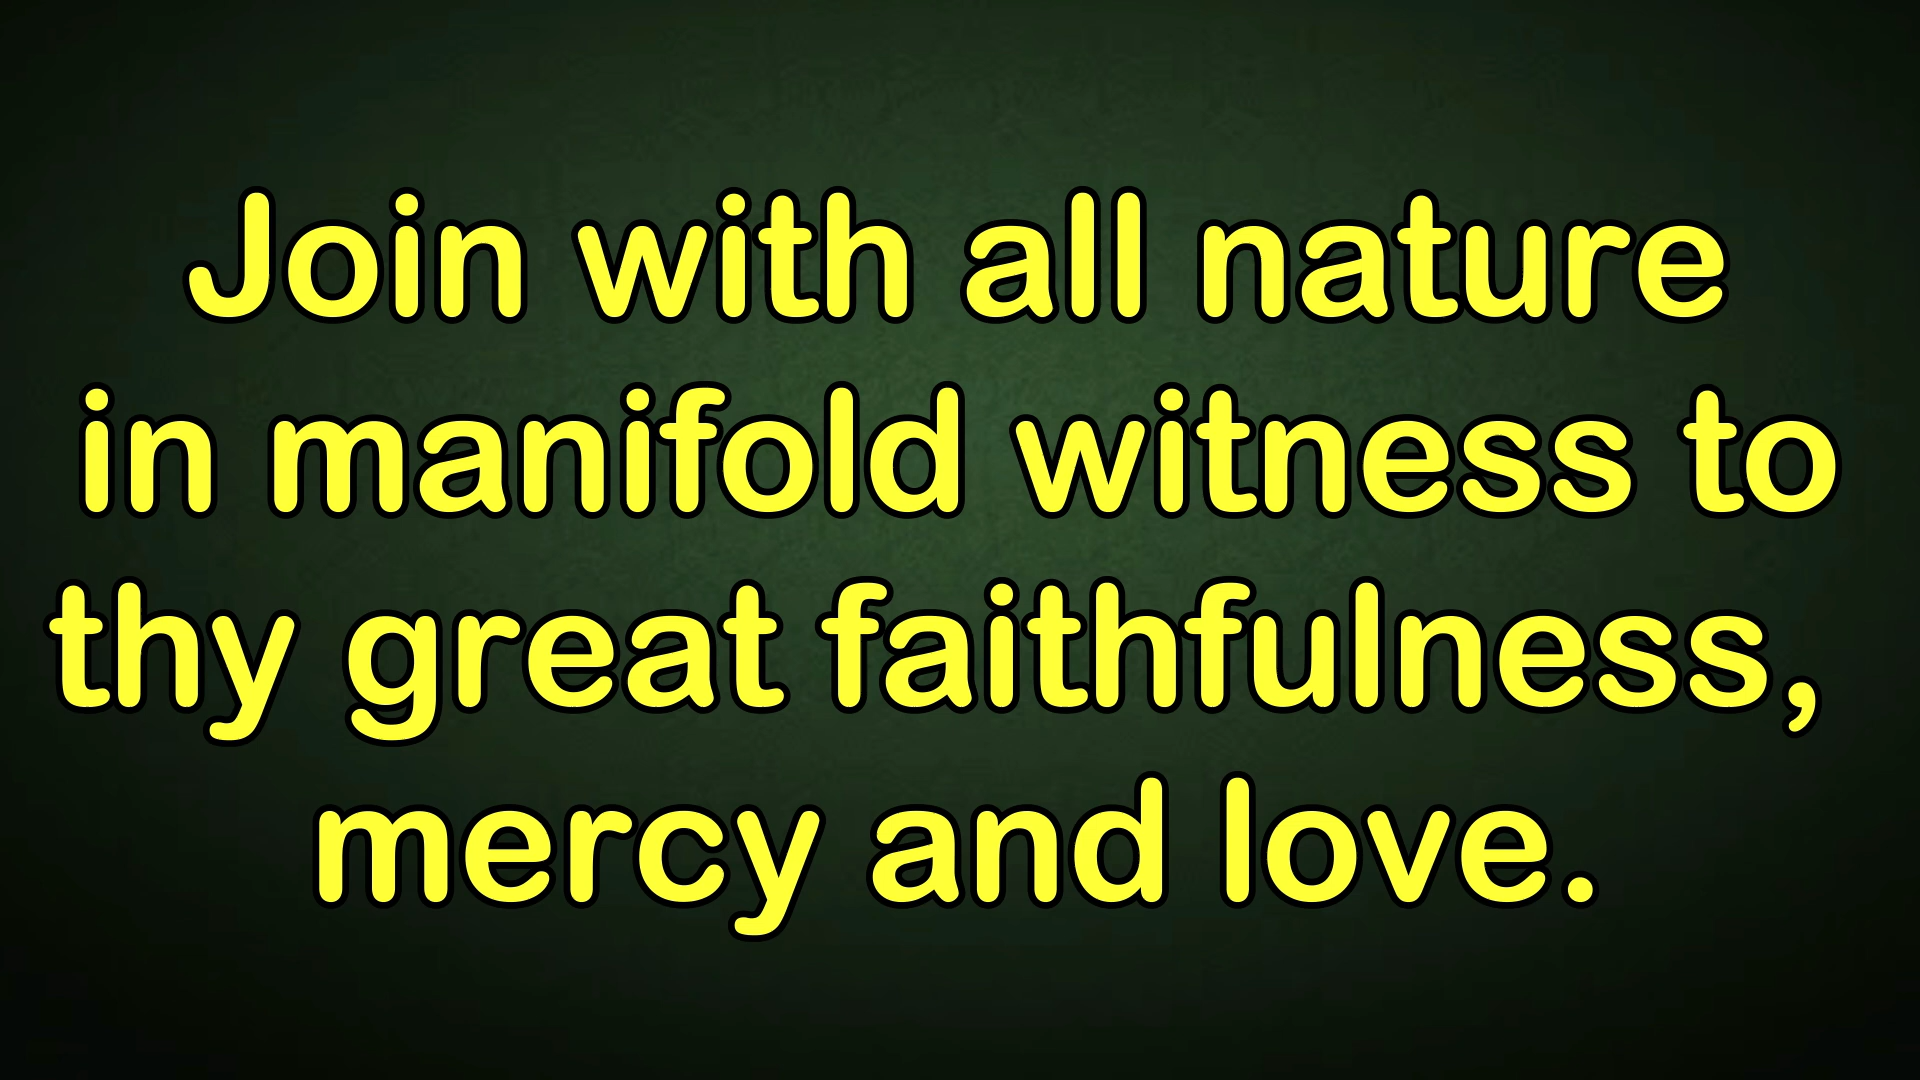 Join with all nature
in manifold witness to
thy great faithfulness,
mercy and love.